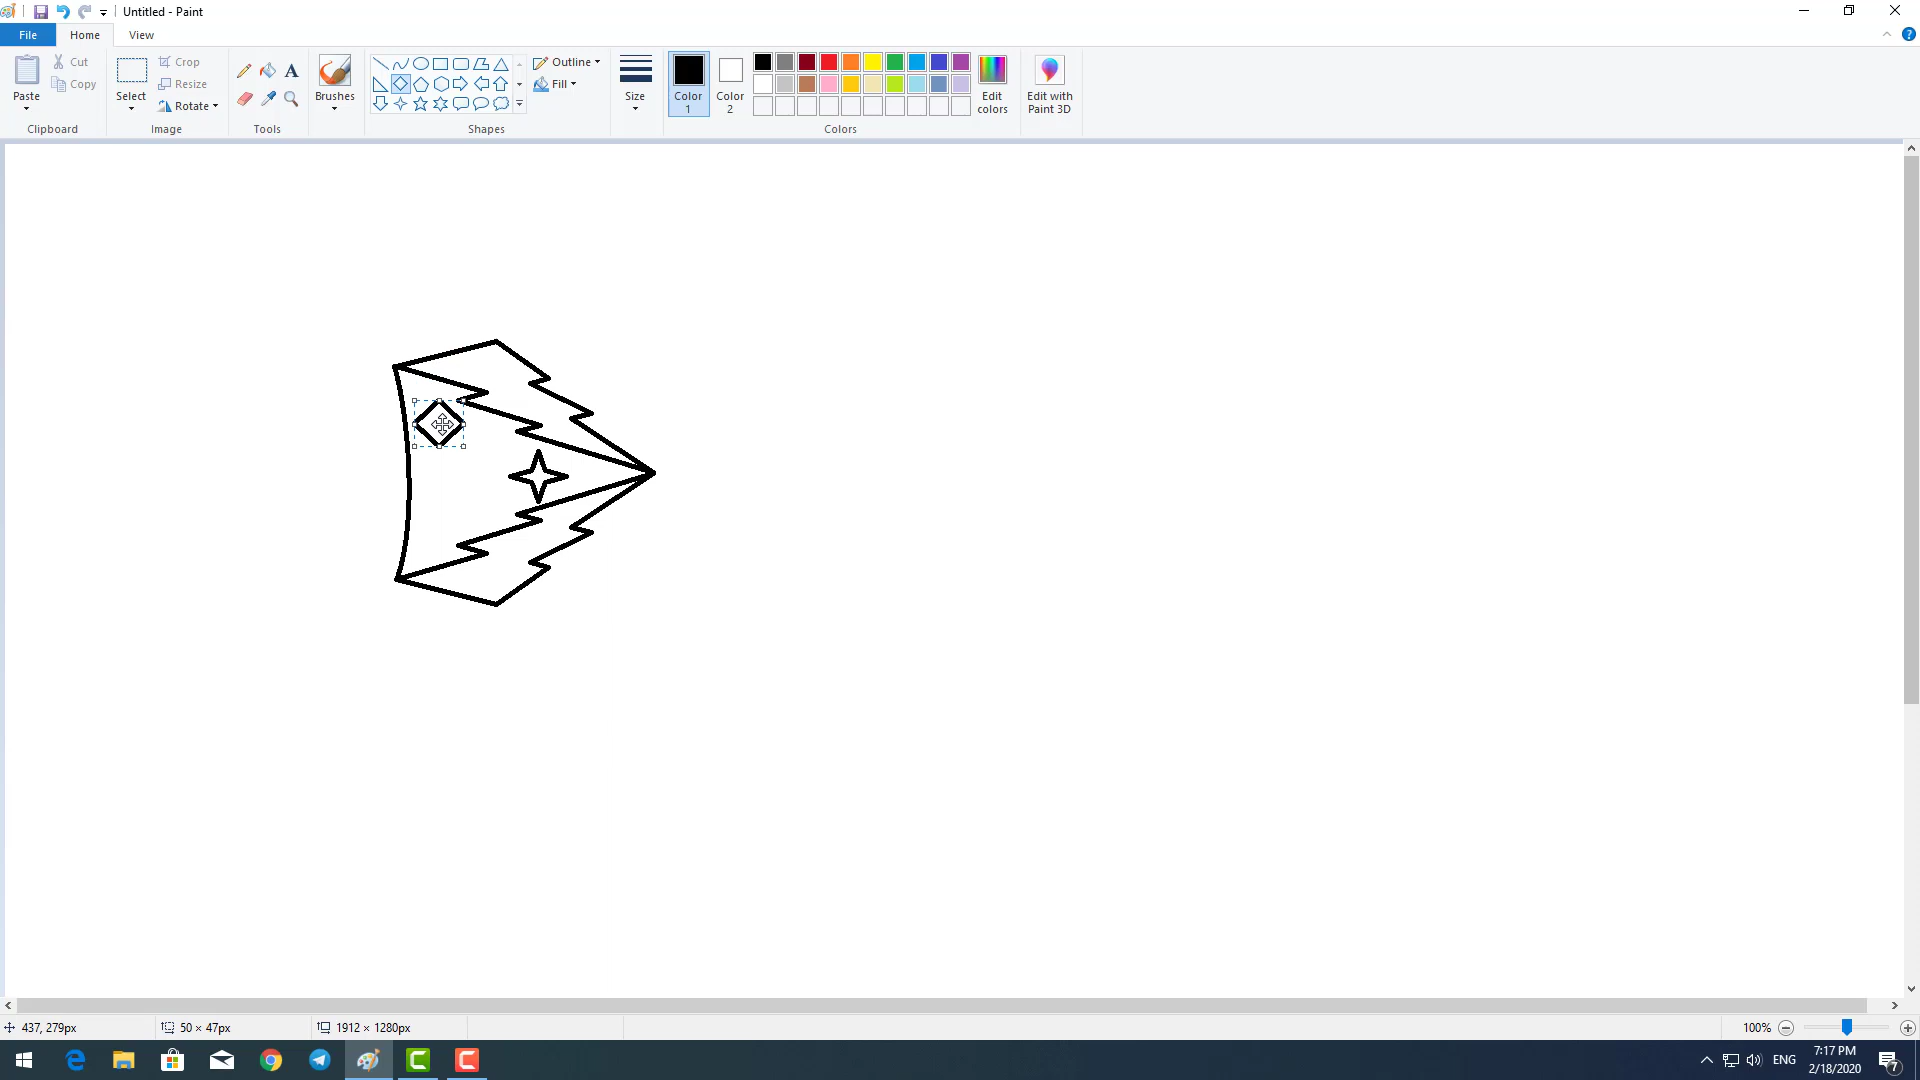 Untitled - Paint
File Home View
Paste Cut Copy Clipboard
Select Crop Resize Rotate Image
A Tools
Brushes
Shapes
Outline Fill
Size
Color 1 Color 2 Colors
Edit colors
Edit with Paint 3D
437, 279px 50 × 47px 1912 × 1280px 100%
ENG 7:17 PM 2/18/2020 7